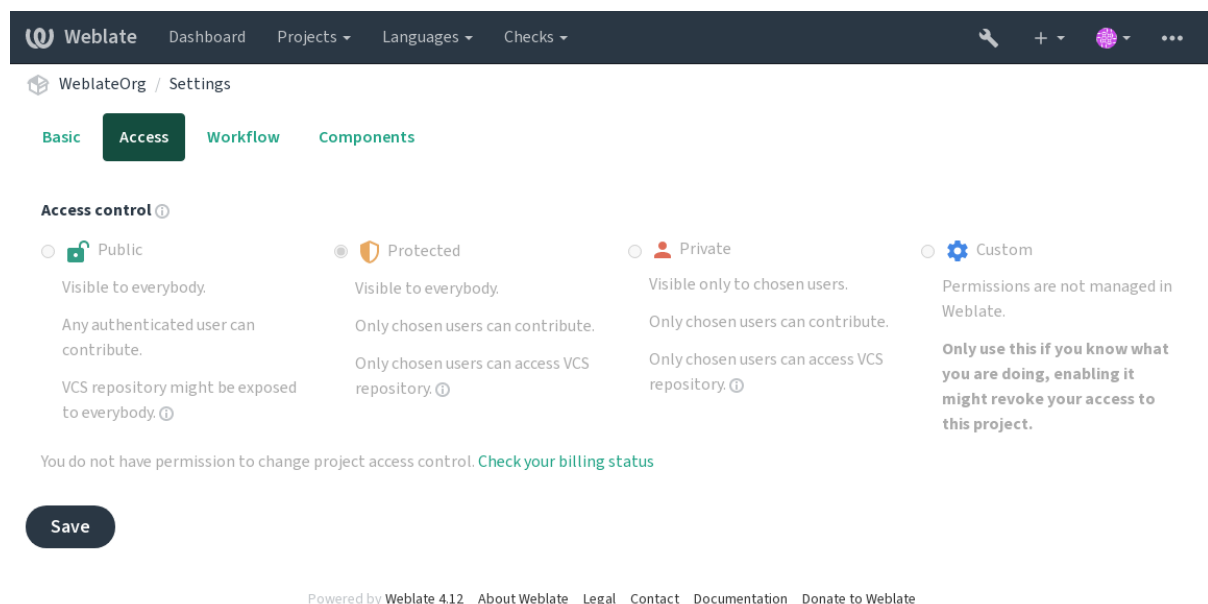 Weblate Dashboard Projects Languages Checks
WeblateOrg / Settings
Basic Access Workflow Components
Access control
Public
Visible to everybody.
Any authenticated user can
contribute.
VCS repository might be exposed
to everybody.
Protected
Visible to everybody.
Only chosen users can contribute.
Only chosen users can access VCS
repository.
Private
Visible only to chosen users.
Only chosen users can contribute.
Only chosen users can access VCS
repository.
Custom
Permissions are not managed in
Weblate.
Only use this if you know what
you are doing, enabling it
might revoke your access to
this project.
You do not have permission to change project access control. Check your billing status
Save
Powered by Weblate 4.12 About Weblate Legal Contact Documentation Donate to Weblate